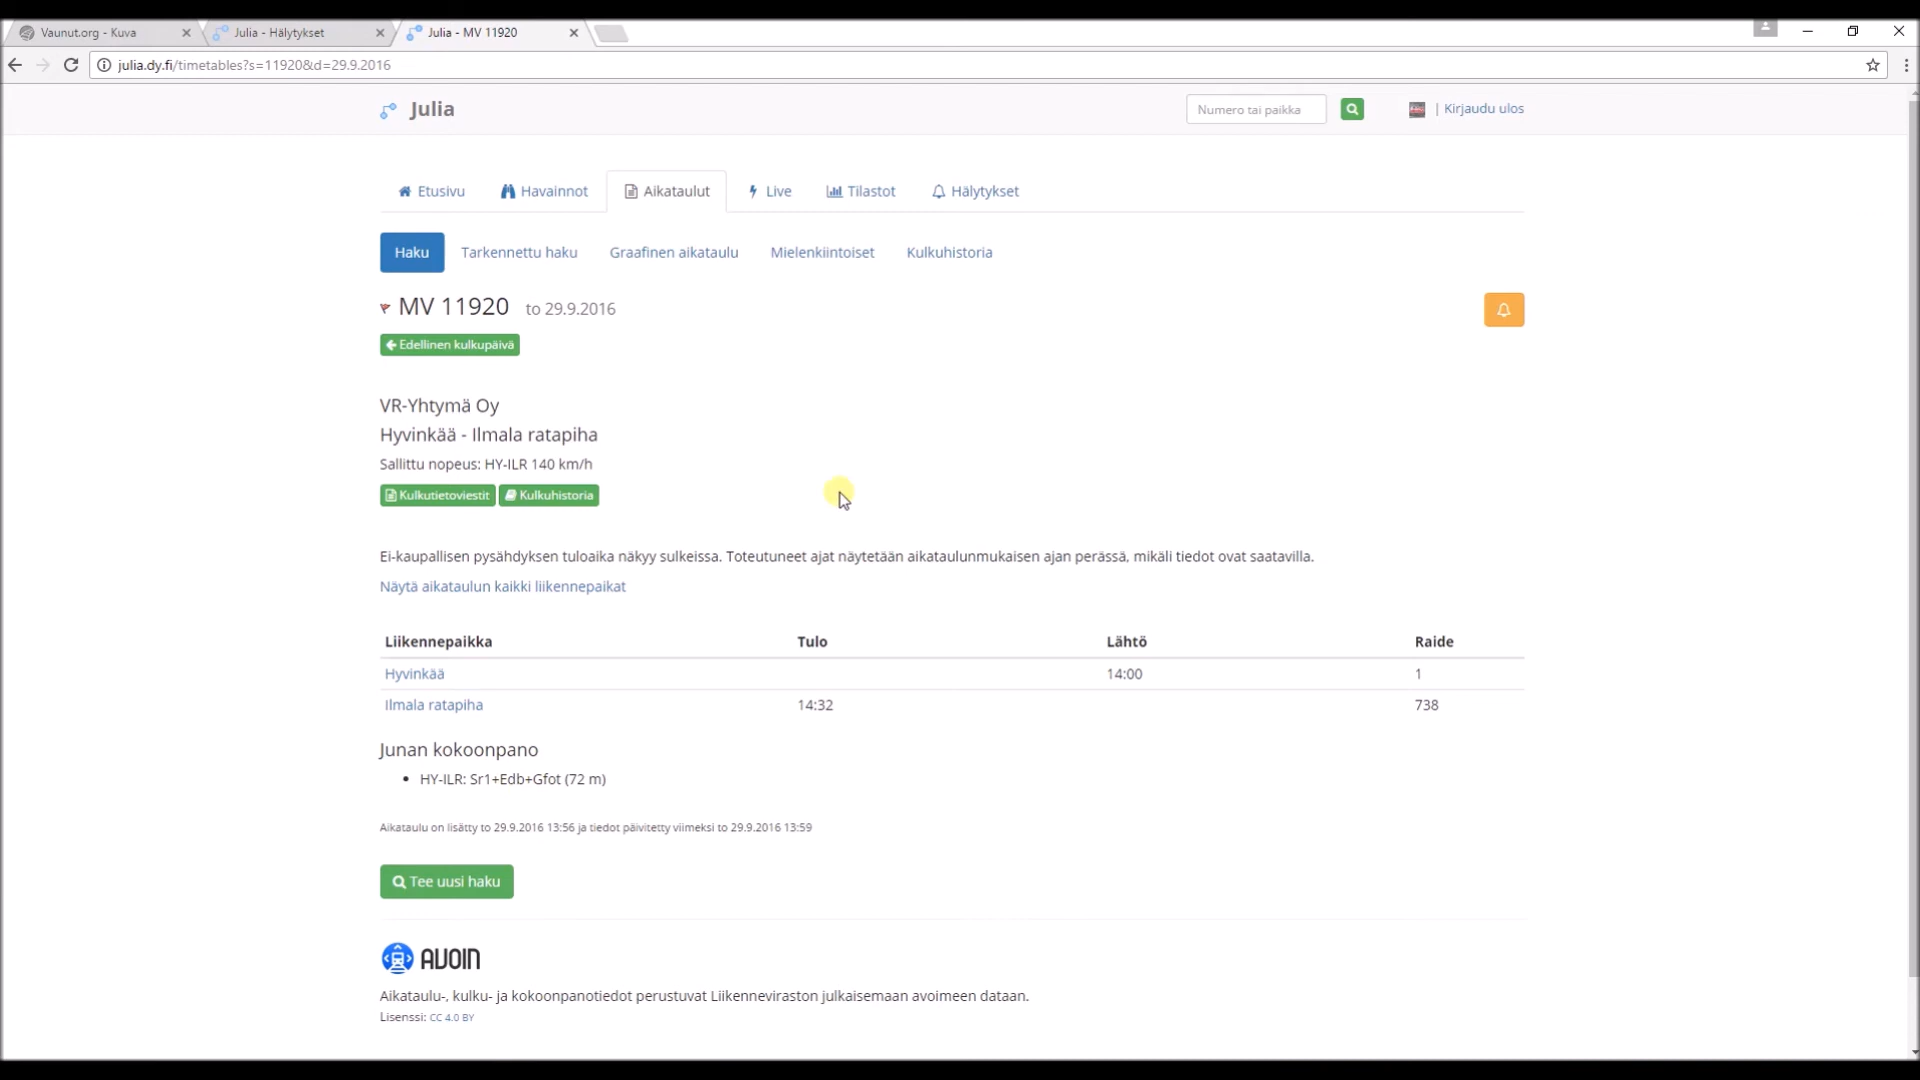 Vaunut.org - Kuva
Julia - Hälytykset
Julia - MV 11920
julia.dy.fi/timetables?s=11920&d=29.9.2016
Julia
Numero tai paikka
| Kirjaudu ulos
Etusivu
Havainnot
Aikataulut
Live
Tilastot
Hälytykset
Haku
Tarkennettu haku
Graafinen aikataulu
Mielenkiintoiset
Kulkuhistoria
MV 11920 to 29.9.2016
Edellinen kulkupäivä
VR-Yhtymä Oy
Hyvinkää - Ilmala ratapiha
Sallittu nopeus: HY-ILR 140 km/h
Kulkutietoviestit
Kulkuhistoria
Ei-kaupallisen pysähdyksen tuloaika näkyy sulkeissa. Toteutuneet ajat näytetään aikataulunmukaisen ajan perässä, mikäli tiedot ovat saatavilla.
Näytä aikataulun kaikki liikennepaikat
Liikennepaikka Tulo Lähtö Raide
Hyvinkää 14:00 1
Ilmala ratapiha 14:32 738
Junan kokoonpano
• HY-ILR: Sr1+Edb+Gfot (72 m)
Aikataulu on lisätty to 29.9.2016 13:56 ja tiedot päivitetty viimeksi to 29.9.2016 13:59
Tee uusi haku
AVOIN
Aikataulu-, kulku- ja kokoonpanotiedot perustuvat Liikenneviraston julkaisemaan avoimeen dataan.
Lisenssi: CC 4.0 BY